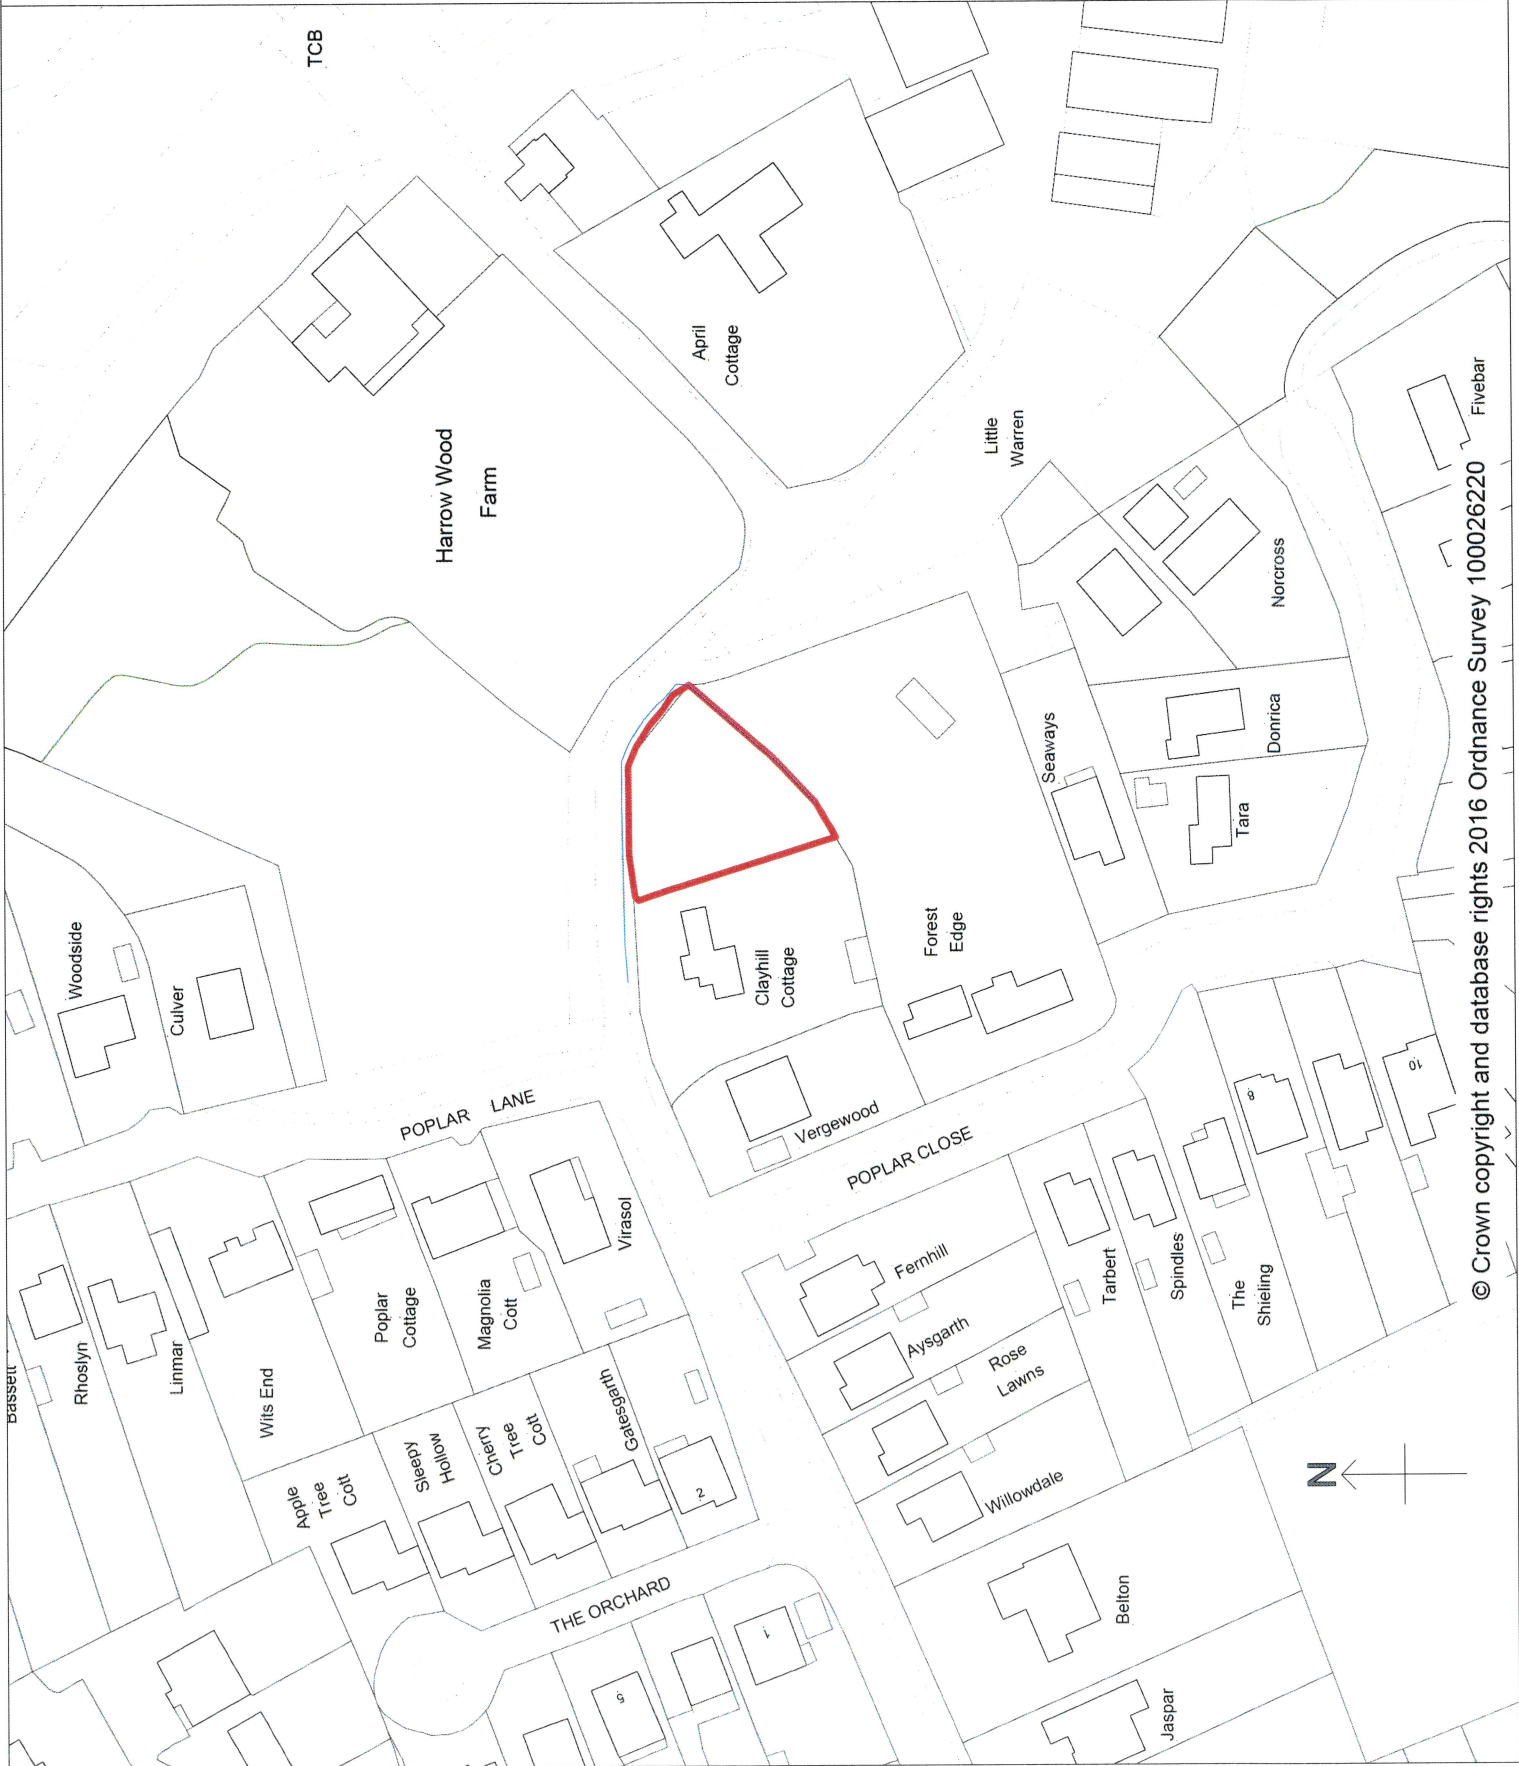 Bassett
Rhoslyn
Linmar
Wits End
Apple
Tree
Cott
Sleepy
Hollow
Cherry
Tree
Cott
Gatesgarth
2
THE ORCHARD
5
1
Poplar
Cottage
Magnolia
Cott
Virasol
POPLAR LANE
Woodside
Culver
Harrow Wood
Farm
TCB
April
Cottage
Little
Warren
Clayhill
Cottage
Forest
Edge
Vergewood
POPLAR CLOSE
Fernhill
Aysgarth
Rose
Lawns
Willowdale
Belton
Jaspar
Tarbert
Spindles
The
Shieling
8
10
Seaways
Tara
Donrica
Norcross
Fivebar
N
© Crown copyright and database rights 2016 Ordnance Survey 100026220